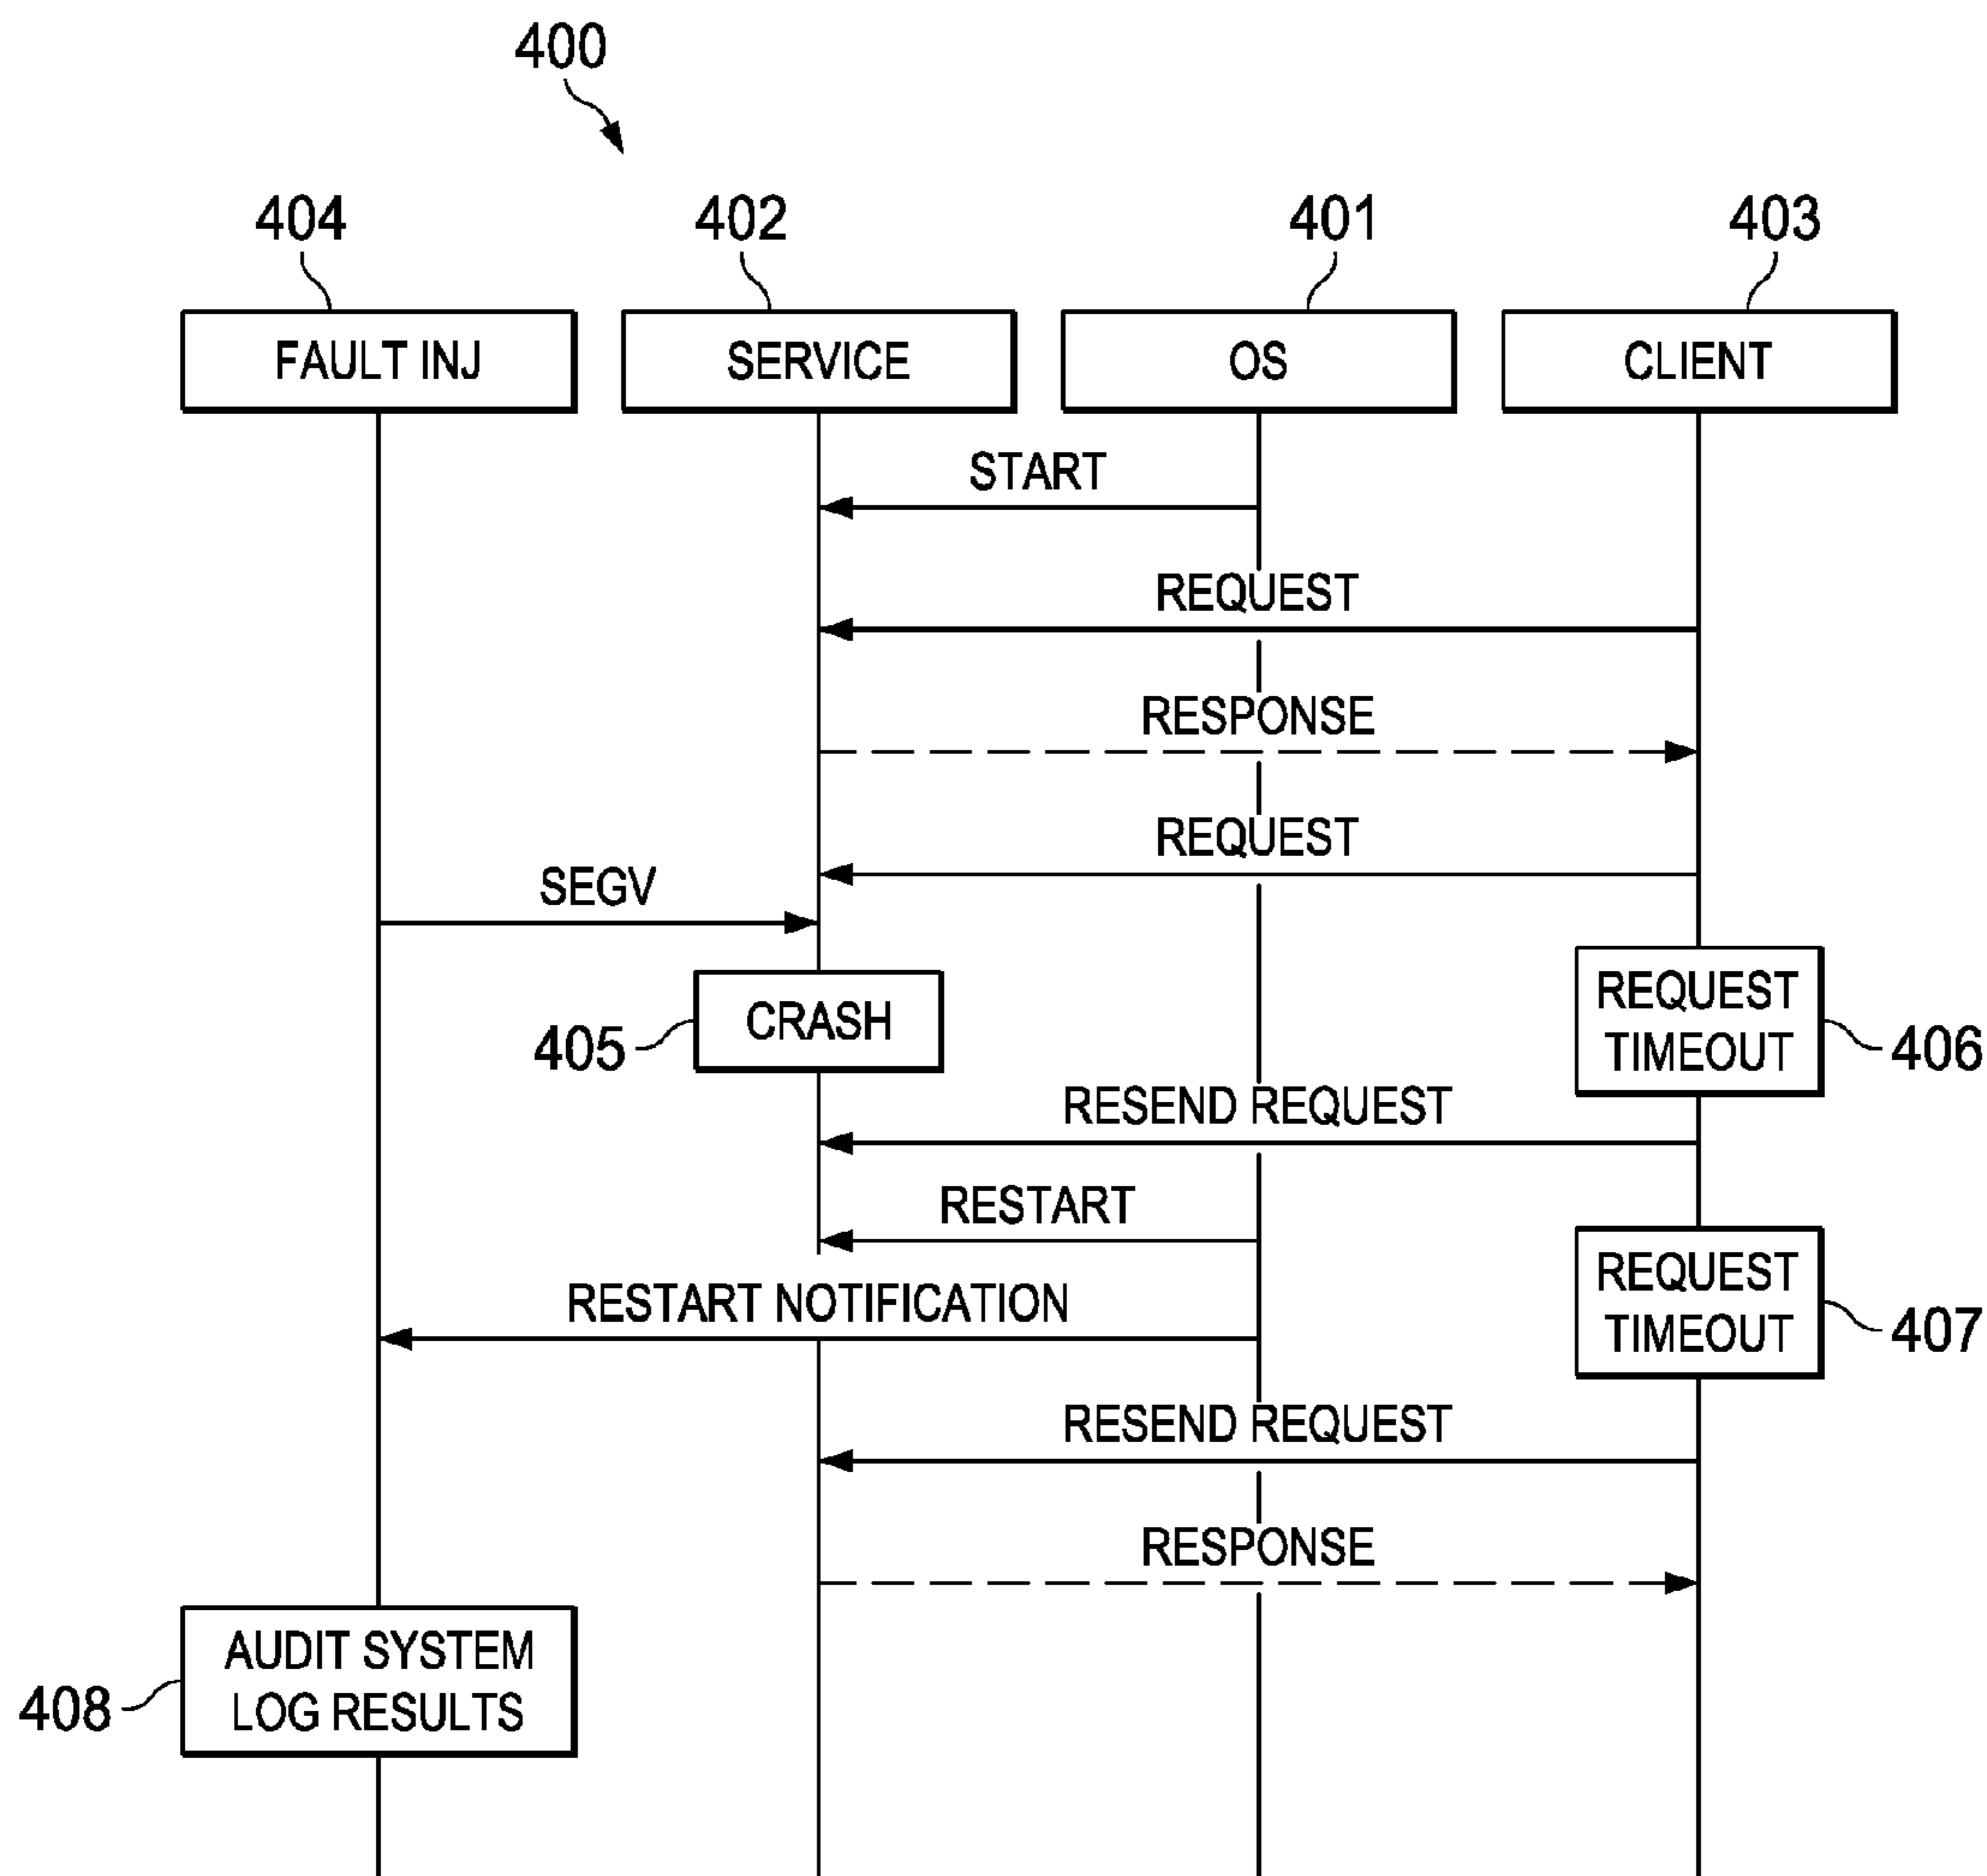 400
404
402
401
403
FAULT INJ
SERVICE
OS
CLIENT
START
REQUEST
RESPONSE
REQUEST
SEGV
CRASH
405
REQUEST
TIMEOUT
406
RESEND REQUEST
RESTART
REQUEST
TIMEOUT
407
RESTART NOTIFICATION
RESEND REQUEST
RESPONSE
AUDIT SYSTEM
LOG RESULTS
408